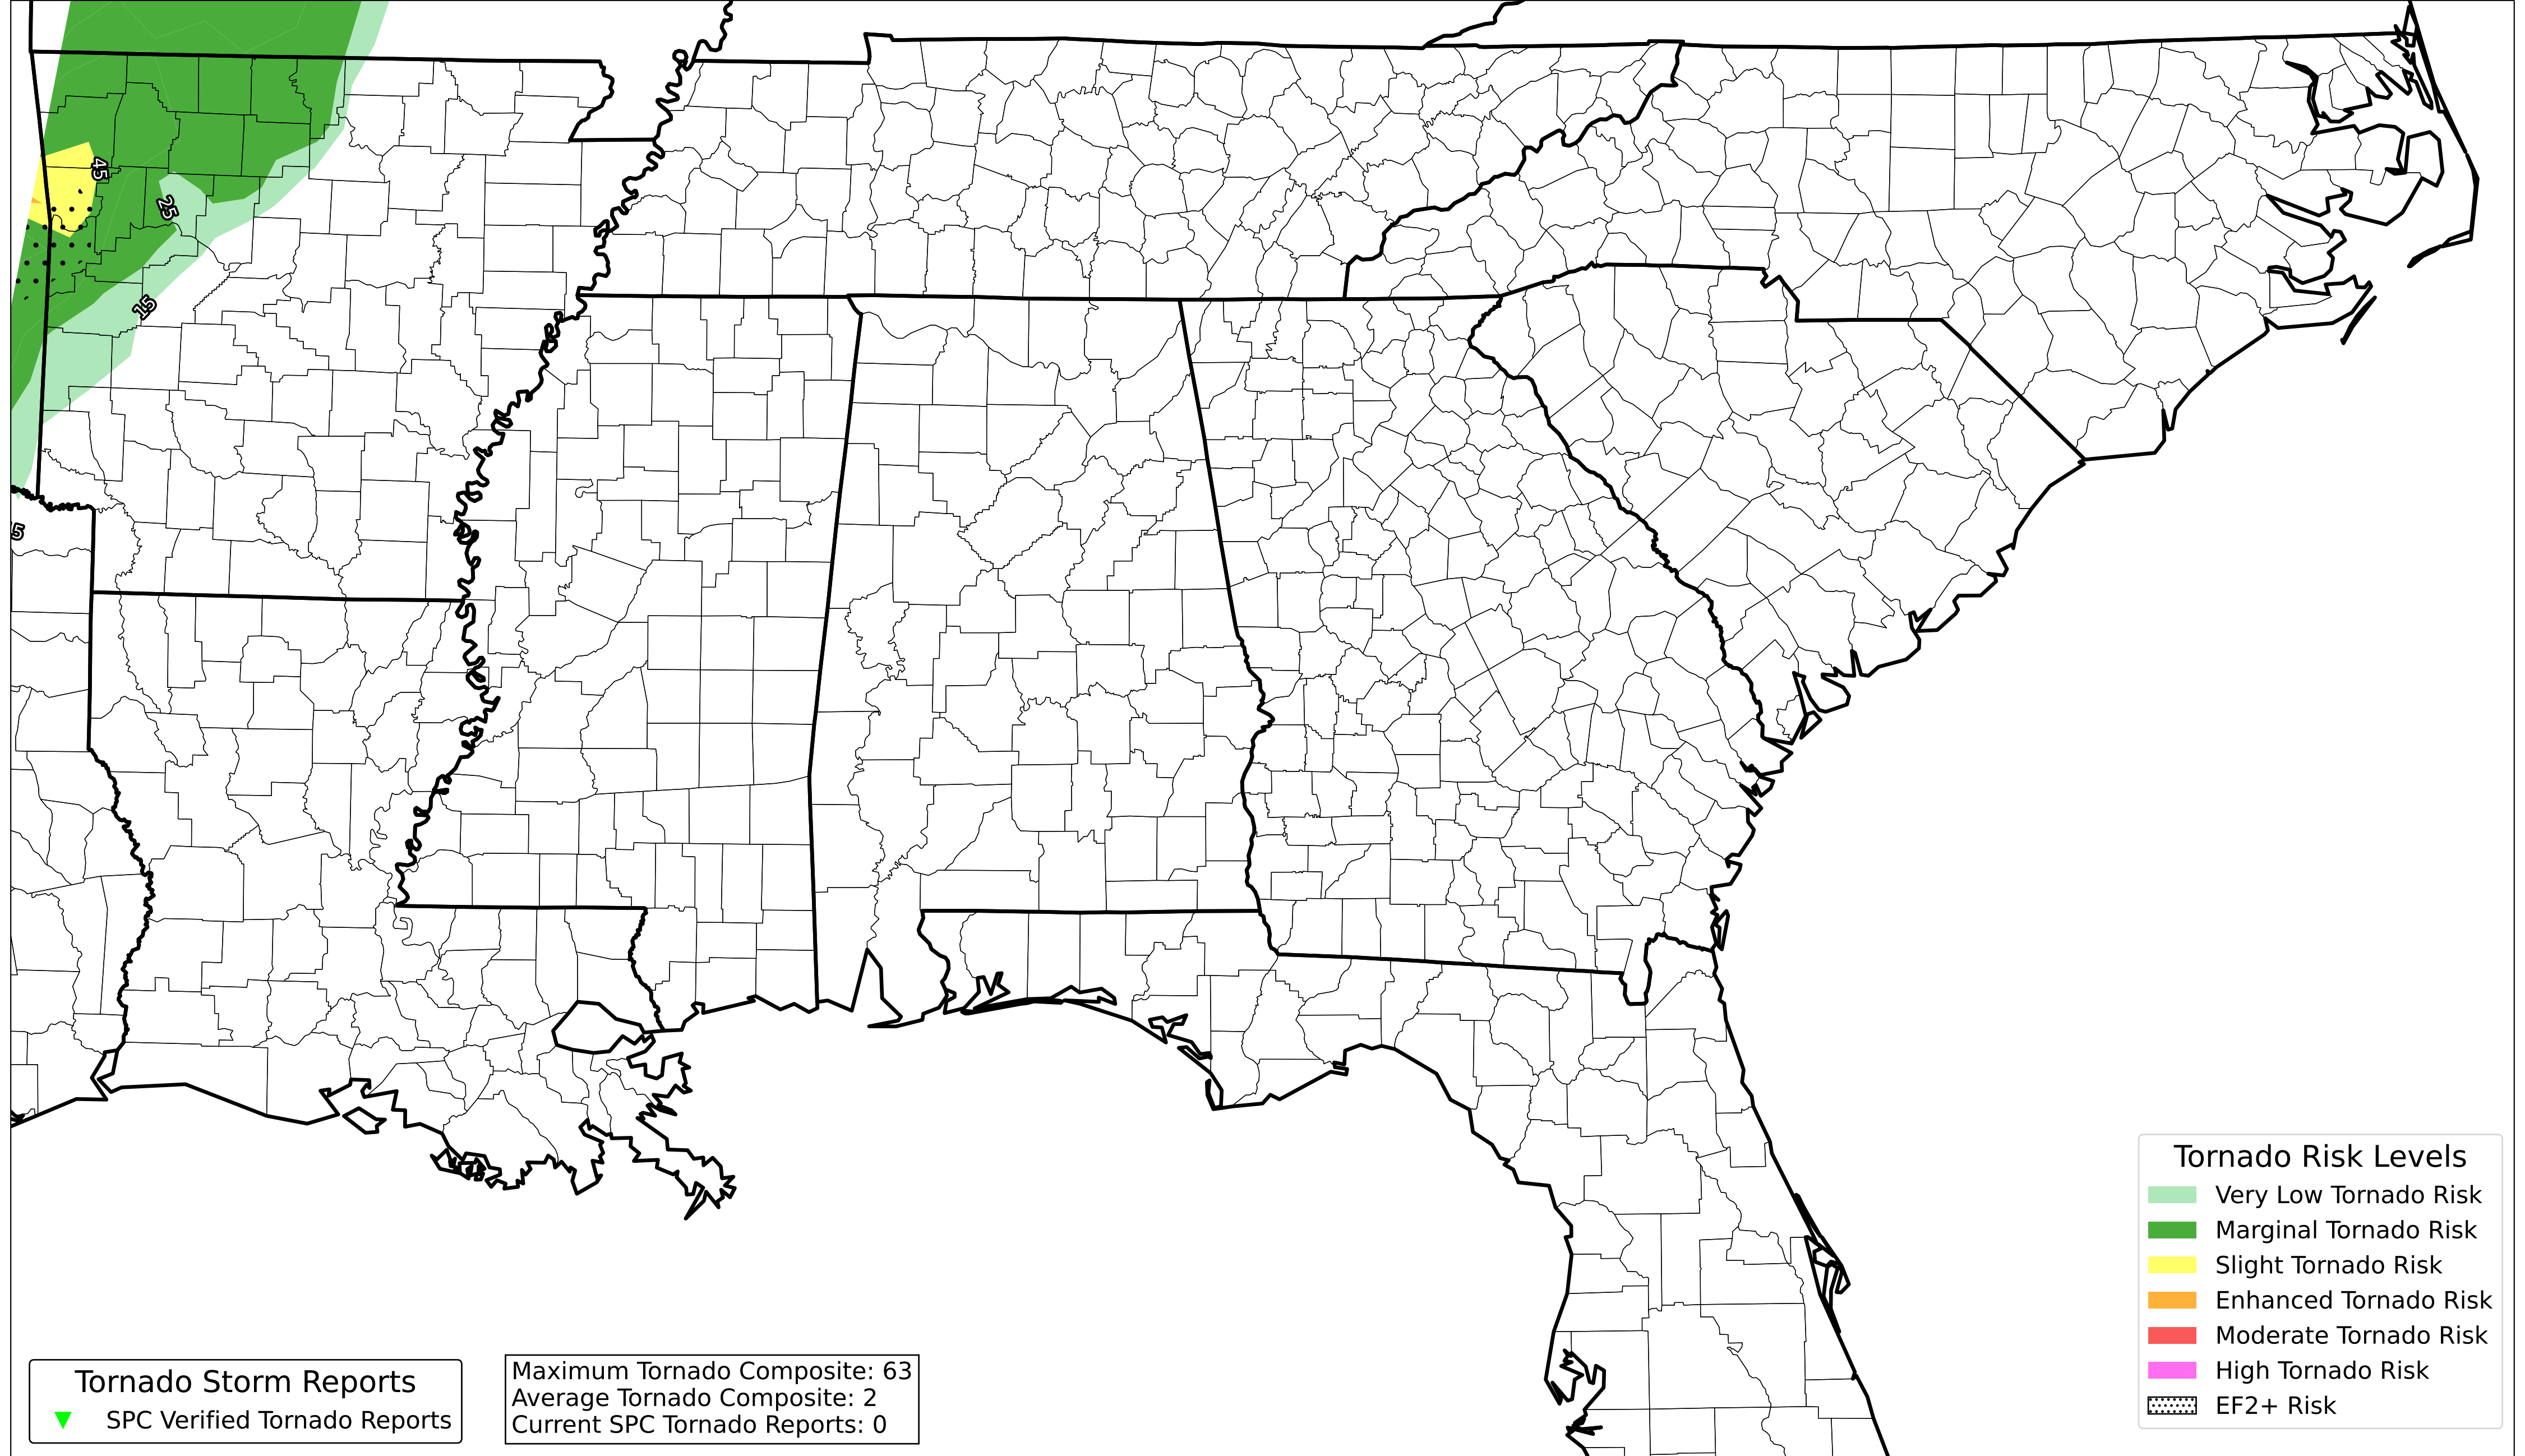 45
25
15
5
Tornado Storm Reports
SPC Verified Tornado Reports
Maximum Tornado Composite: 63
Average Tornado Composite: 2
Current SPC Tornado Reports: 0
Tornado Risk Levels
Very Low Tornado Risk
Marginal Tornado Risk
Slight Tornado Risk
Enhanced Tornado Risk
Moderate Tornado Risk
High Tornado Risk
EF2+ Risk